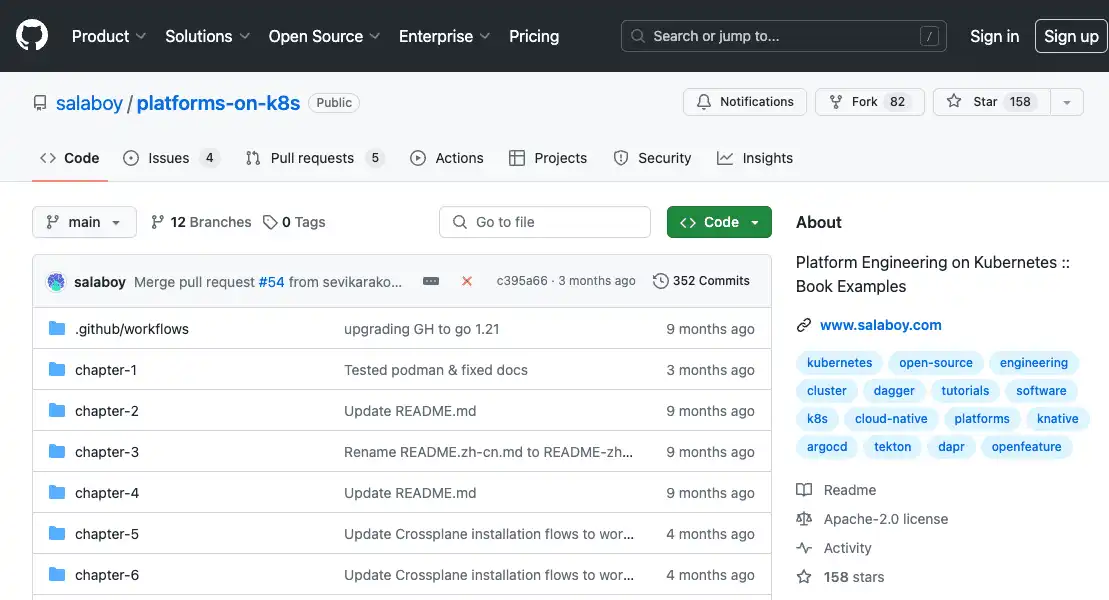 Product Solutions Open Source Enterprise Pricing Search or jump to... / Sign in Sign up
salaboy / platforms-on-k8s Public Notifications Fork 82 Star 158
Code Issues 4 Pull requests 5 Actions Projects Security Insights
main 12 Branches 0 Tags Go to file Code
salaboy Merge pull request #54 from sevikarako... c395a66 · 3 months ago 352 Commits
.github/workflows upgrading GH to go 1.21 9 months ago
chapter-1 Tested podman & fixed docs 3 months ago
chapter-2 Update README.md 9 months ago
chapter-3 Rename README.zh-cn.md to README-zh... 9 months ago
chapter-4 Update README.md 9 months ago
chapter-5 Update Crossplane installation flows to wor... 4 months ago
chapter-6 Update Crossplane installation flows to wor... 4 months ago
About
Platform Engineering on Kubernetes ::
Book Examples
www.salaboy.com
kubernetes open-source engineering
cluster dagger tutorials software
k8s cloud-native platforms knative
argocd tekton dapr openfeature
Readme
Apache-2.0 license
Activity
158 stars